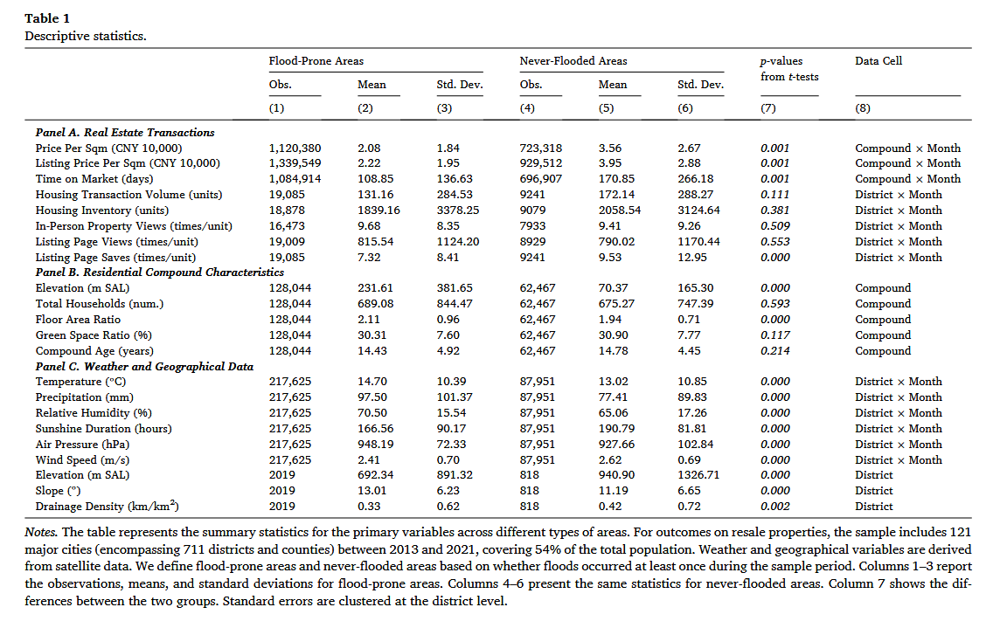 Table 1
Descriptive statistics.
Flood-Prone Areas Never-Flooded Areas p-values from t-tests Data Cell
Obs. Mean Std. Dev. Obs. Mean Std. Dev.
(1) (2) (3) (4) (5) (6) (7) (8)
Panel A. Real Estate Transactions
Price Per Sqm (CNY 10,000) 1,120,380 2.08 1.84 723,318 3.56 2.67 0.001 Compound × Month
Listing Price Per Sqm (CNY 10,000) 1,339,549 2.22 1.95 929,512 3.95 2.88 0.001 Compound × Month
Time on Market (days) 1,084,914 108.85 136.63 696,907 170.85 266.18 0.001 Compound × Month
Housing Transaction Volume (units) 19,085 131.16 284.53 9241 172.14 288.27 0.111 District × Month
Housing Inventory (units) 18,878 1839.16 3378.25 9079 2058.54 3124.64 0.381 District × Month
In-Person Property Views (times/unit) 16,473 9.68 8.35 7933 9.41 9.26 0.509 District × Month
Listing Page Views (times/unit) 19,009 815.54 1124.20 8929 790.02 1170.44 0.553 District × Month
Listing Page Saves (times/unit) 19,085 7.32 8.41 9241 9.53 12.95 0.000 District × Month
Panel B. Residential Compound Characteristics
Elevation (m SAL) 128,044 231.61 381.65 62,467 70.37 165.30 0.000 Compound
Total Households (num.) 128,044 689.08 844.47 62,467 675.27 747.39 0.593 Compound
Floor Area Ratio 128,044 2.11 0.96 62,467 1.94 0.71 0.000 Compound
Green Space Ratio (%) 128,044 30.31 7.60 62,467 30.90 7.77 0.117 Compound
Compound Age (years) 128,044 14.43 4.92 62,467 14.78 4.45 0.214 Compound
Panel C. Weather and Geographical Data
Temperature (°C) 217,625 14.70 10.39 87,951 13.02 10.85 0.000 District × Month
Precipitation (mm) 217,625 97.50 101.37 87,951 77.41 89.83 0.000 District × Month
Relative Humidity (%) 217,625 70.50 15.54 87,951 65.06 17.26 0.000 District × Month
Sunshine Duration (hours) 217,625 166.56 90.17 87,951 190.79 81.81 0.000 District × Month
Air Pressure (hPa) 217,625 948.19 72.33 87,951 927.66 102.84 0.000 District × Month
Wind Speed (m/s) 217,625 2.41 0.70 87,951 2.62 0.69 0.000 District × Month
Elevation (m SAL) 2019 692.34 891.32 818 940.90 1326.71 0.000 District
Slope (°) 2019 13.01 6.23 818 11.19 6.65 0.000 District
Drainage Density (km/km²) 2019 0.33 0.62 818 0.42 0.72 0.002 District
Notes. The table represents the summary statistics for the primary variables across different types of areas. For outcomes on resale properties, the sample includes 121
major cities (encompassing 711 districts and counties) between 2013 and 2021, covering 54% of the total population. Weather and geographical variables are derived
from satellite data. We define flood-prone areas and never-flooded areas based on whether floods occurred at least once during the sample period. Columns 1–3 report
the observations, means, and standard deviations for flood-prone areas. Columns 4–6 present the same statistics for never-flooded areas. Column 7 shows the dif-
ferences between the two groups. Standard errors are clustered at the district level.